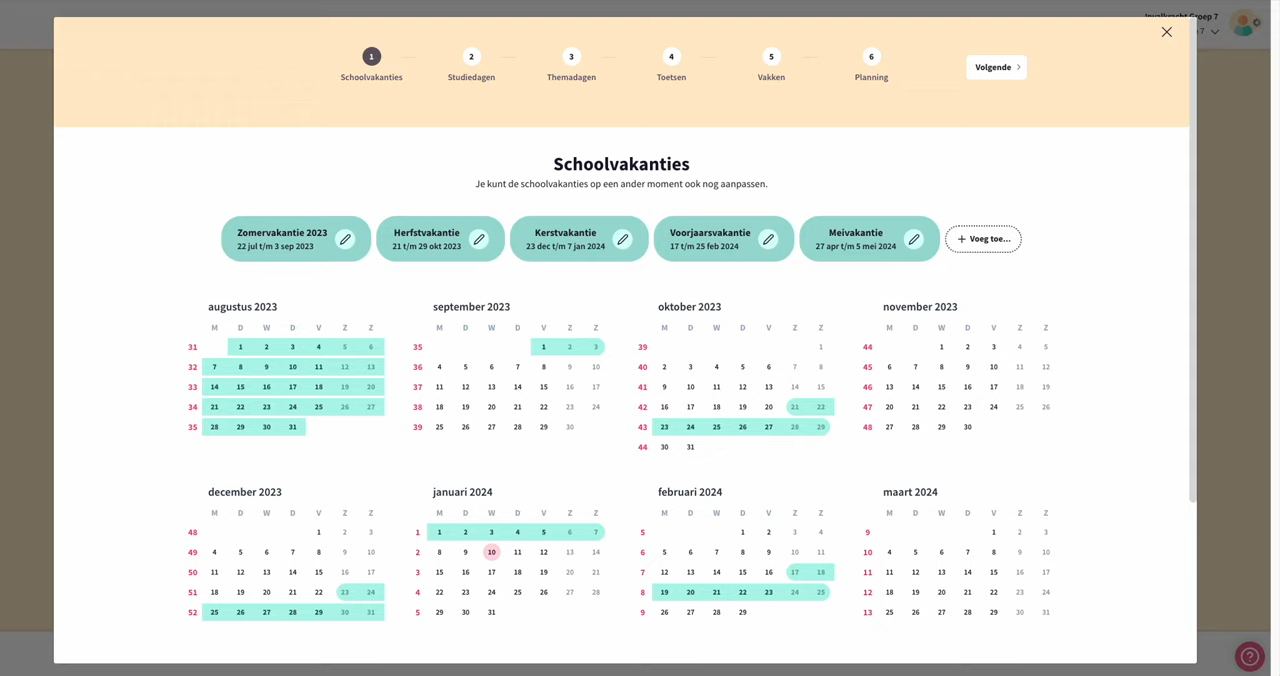 Invalkracht Groep 7
7
1
2
3
4
5
6
Schoolvakanties
Studiedagen
Themadagen
Toetsen
Vakken
Planning
Volgende
Schoolvakanties
Je kunt de schoolvakanties op een ander moment ook nog aanpassen.
Zomervakantie 2023
22 jul t/m 3 sep 2023
Herfstvakantie
21 t/m 29 okt 2023
Kerstvakantie
23 dec t/m 7 jan 2024
Voorjaarsvakantie
17 t/m 25 feb 2024
Meivakantie
27 apr t/m 5 mei 2024
+ Voeg toe...
augustus 2023
M D W D V Z Z
31 1 2 3 4 5 6
32 7 8 9 10 11 12 13
33 14 15 16 17 18 19 20
34 21 22 23 24 25 26 27
35 28 29 30 31
september 2023
M D W D V Z Z
35 1 2 3
36 4 5 6 7 8 9 10
37 11 12 13 14 15 16 17
38 18 19 20 21 22 23 24
39 25 26 27 28 29 30
oktober 2023
M D W D V Z Z
39 1
40 2 3 4 5 6 7 8
41 9 10 11 12 13 14 15
42 16 17 18 19 20 21 22
43 23 24 25 26 27 28 29
44 30 31
november 2023
M D W D V Z Z
44 1 2 3 4 5
45 6 7 8 9 10 11 12
46 13 14 15 16 17 18 19
47 20 21 22 23 24 25 26
48 27 28 29 30
december 2023
M D W D V Z Z
48 1 2 3
49 4 5 6 7 8 9 10
50 11 12 13 14 15 16 17
51 18 19 20 21 22 23 24
52 25 26 27 28 29 30 31
januari 2024
M D W D V Z Z
1 1 2 3 4 5 6 7
2 8 9 10 11 12 13 14
3 15 16 17 18 19 20 21
4 22 23 24 25 26 27 28
5 29 30 31
februari 2024
M D W D V Z Z
5 1 2 3 4
6 5 6 7 8 9 10 11
7 12 13 14 15 16 17 18
8 19 20 21 22 23 24 25
9 26 27 28 29
maart 2024
M D W D V Z Z
9 1 2 3
10 4 5 6 7 8 9 10
11 11 12 13 14 15 16 17
12 18 19 20 21 22 23 24
13 25 26 27 28 29 30 31
?